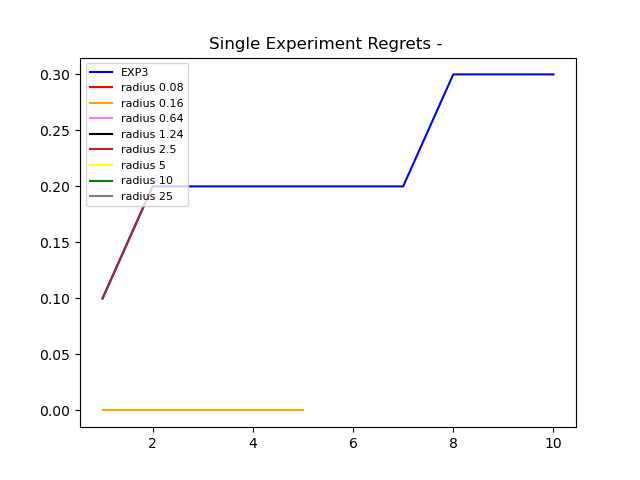 Single Experiment Regrets -
0.30
0.25
0.20
0.15
0.10
0.05
0.00
EXP3
radius 0.08
radius 0.16
radius 0.64
radius 1.24
radius 2.5
radius 5
radius 10
radius 25
2
4
6
8
10